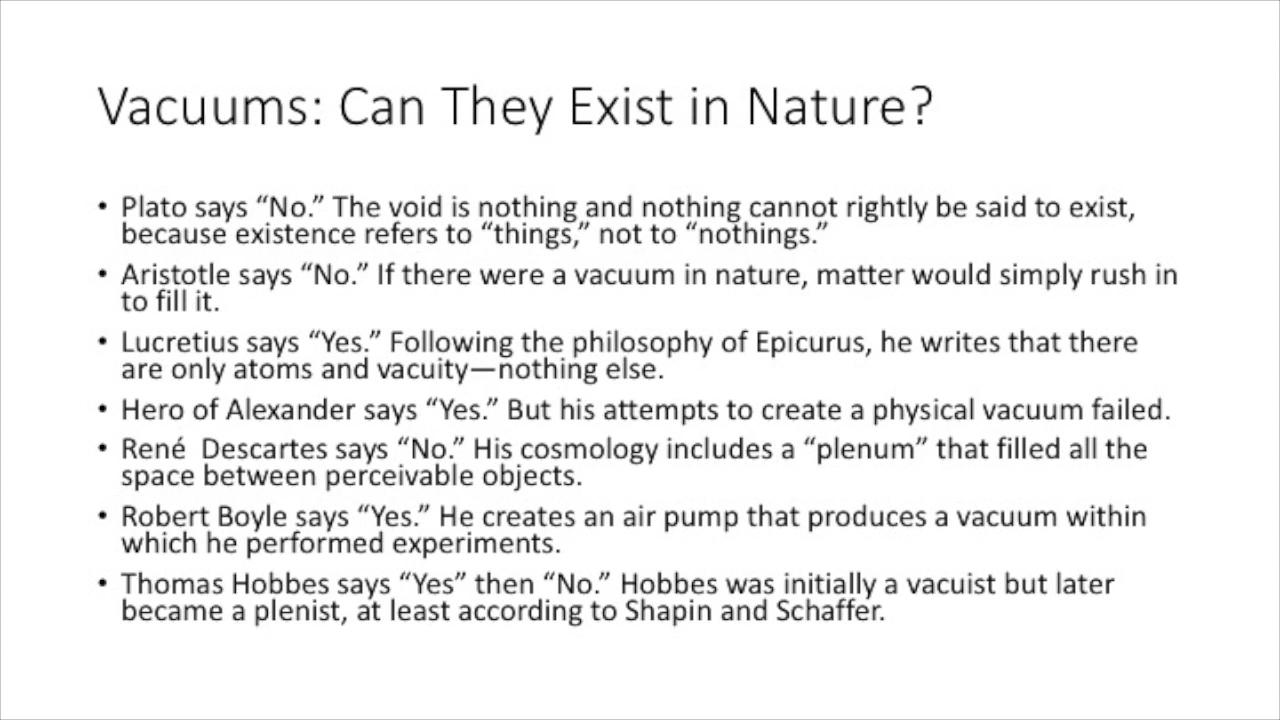 Vacuums: Can They Exist in Nature?
• Plato says “No.” The void is nothing and nothing cannot rightly be said to exist,
because existence refers to “things,” not to “nothings.”
• Aristotle says “No.” If there were a vacuum in nature, matter would simply rush in
to fill it.
• Lucretius says “Yes.” Following the philosophy of Epicurus, he writes that there
are only atoms and vacuity—nothing else.
• Hero of Alexander says “Yes.” But his attempts to create a physical vacuum failed.
• René  Descartes says “No.” His cosmology includes a “plenum” that filled all the
space between perceivable objects.
• Robert Boyle says “Yes.” He creates an air pump that produces a vacuum within
which he performed experiments.
• Thomas Hobbes says “Yes” then “No.” Hobbes was initially a vacuist but later
became a plenist, at least according to Shapin and Schaffer.